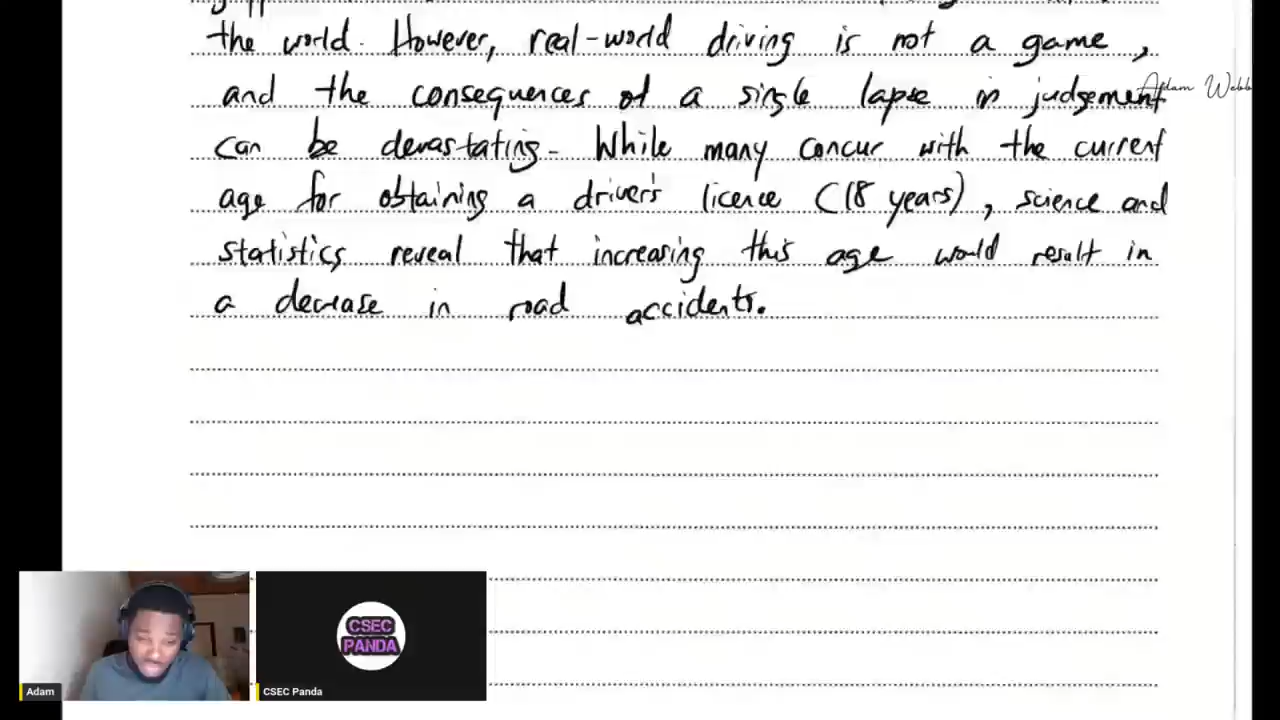 the world. However, real-world driving is not a game,
and the consequences of a single lapse in judgement
Adam Webb
can be devastating. While many concur with the current
age for obtaining a driver's licence (18 years), science and
statistics reveal that increasing this age would result in
a decrease in road accidents.
CSEC
PANDA
Adam
CSEC Panda